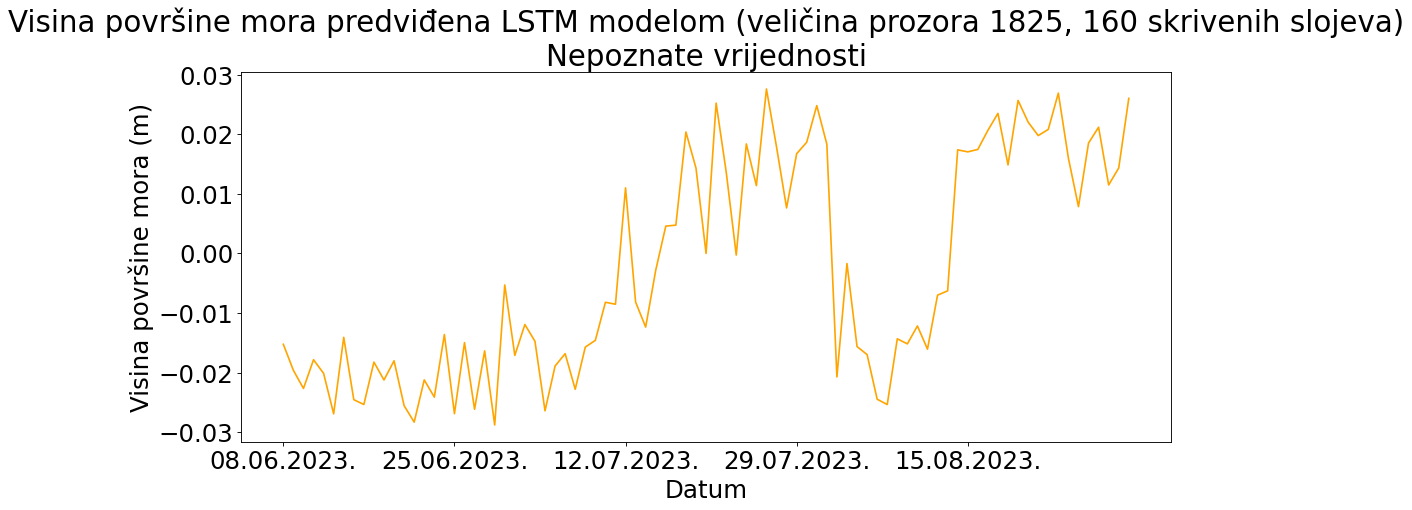 Visina površine mora predviđena LSTM modelom (veličina prozora 1825, 160 skrivenih slojeva)
Nepoznate vrijednosti
Visina površine mora (m)
0.03
0.02
0.01
0.00
−0.01
−0.02
−0.03
08.06.2023. 25.06.2023. 12.07.2023. 29.07.2023. 15.08.2023.
Datum